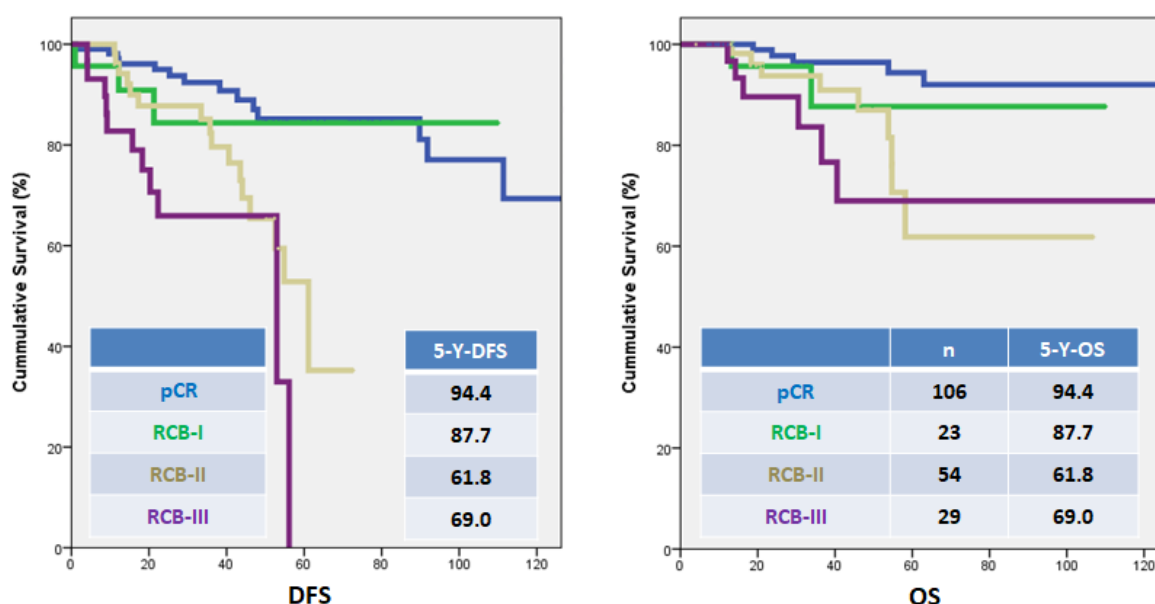 Cummulative Survival (%)
100
80
60
40
20
0
5-Y-DFS
pCR 94.4
RCB-I 87.7
RCB-II 61.8
RCB-III 69.0
0 20 40 60 80 100 120
DFS
Cummulative Survival (%)
100
80
60
40
20
0
n 5-Y-OS
pCR 106 94.4
RCB-I 23 87.7
RCB-II 54 61.8
RCB-III 29 69.0
0 20 40 60 80 100 120
OS